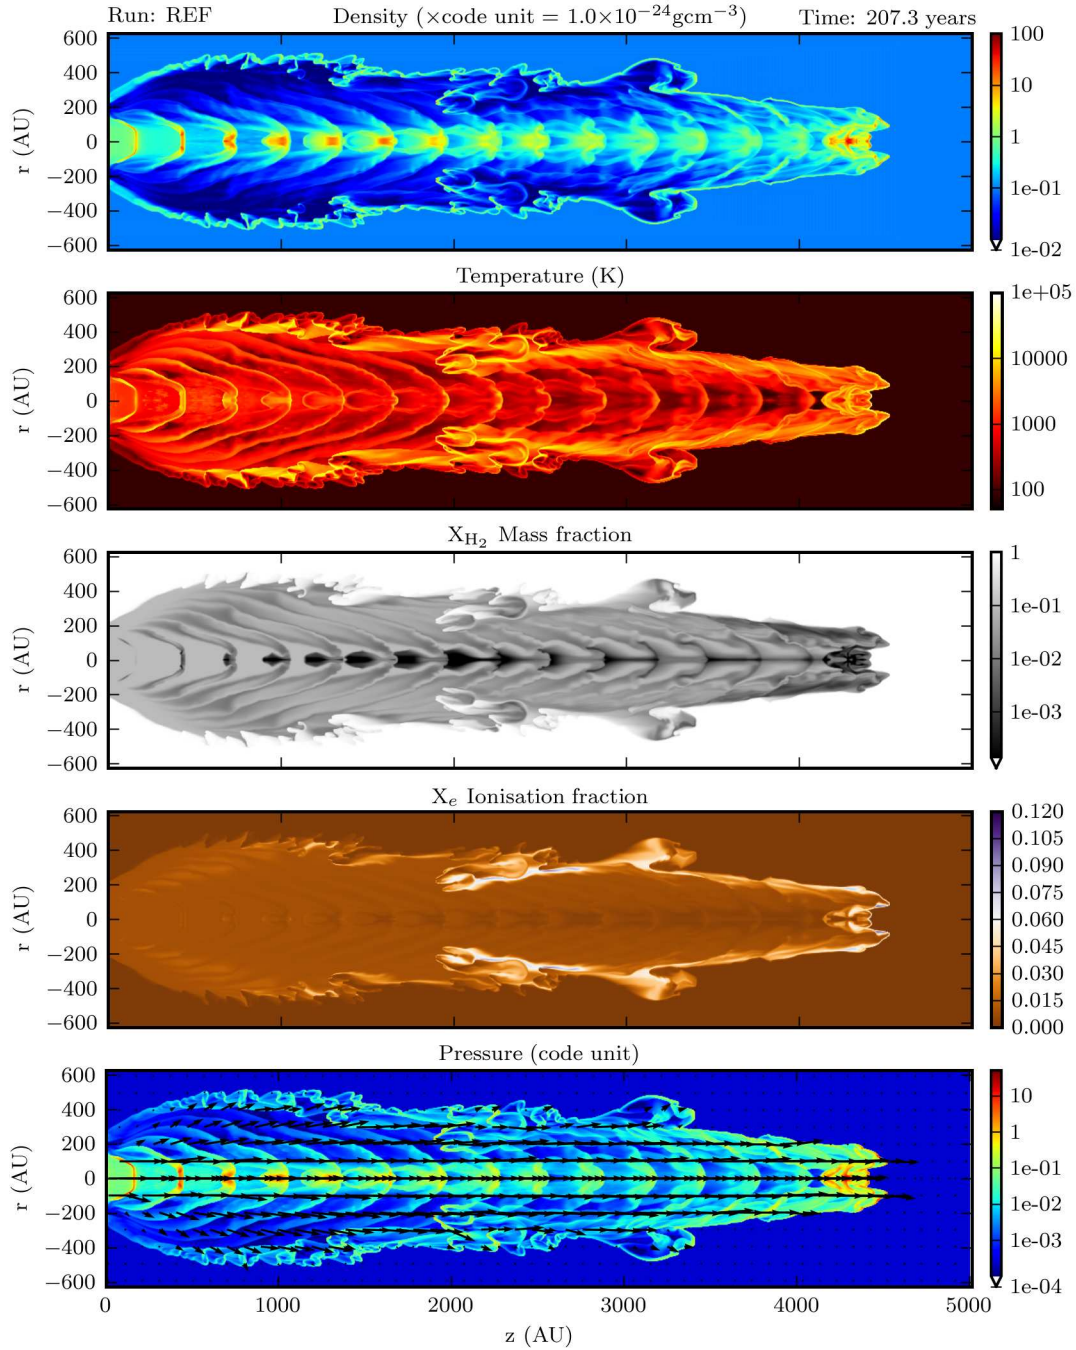 Run: REF Density (×code unit = 1.0×10−24gcm−3) Time: 207.3 years
600
400
200
0
−200
−400
−600
r (AU)
100
10
1
1e-01
1e-02
Temperature (K)
600
400
200
0
−200
−400
−600
r (AU)
1e+05
10000
1000
100
XH2 Mass fraction
600
400
200
0
−200
−400
−600
r (AU)
1
1e-01
1e-02
1e-03
Xe Ionisation fraction
600
400
200
0
−200
−400
−600
r (AU)
0.120
0.105
0.090
0.075
0.060
0.045
0.030
0.015
0.000
Pressure (code unit)
600
400
200
0
−200
−400
−600
r (AU)
10
1
1e-01
1e-02
1e-03
1e-04
0 1000 2000 3000 4000 5000
z (AU)